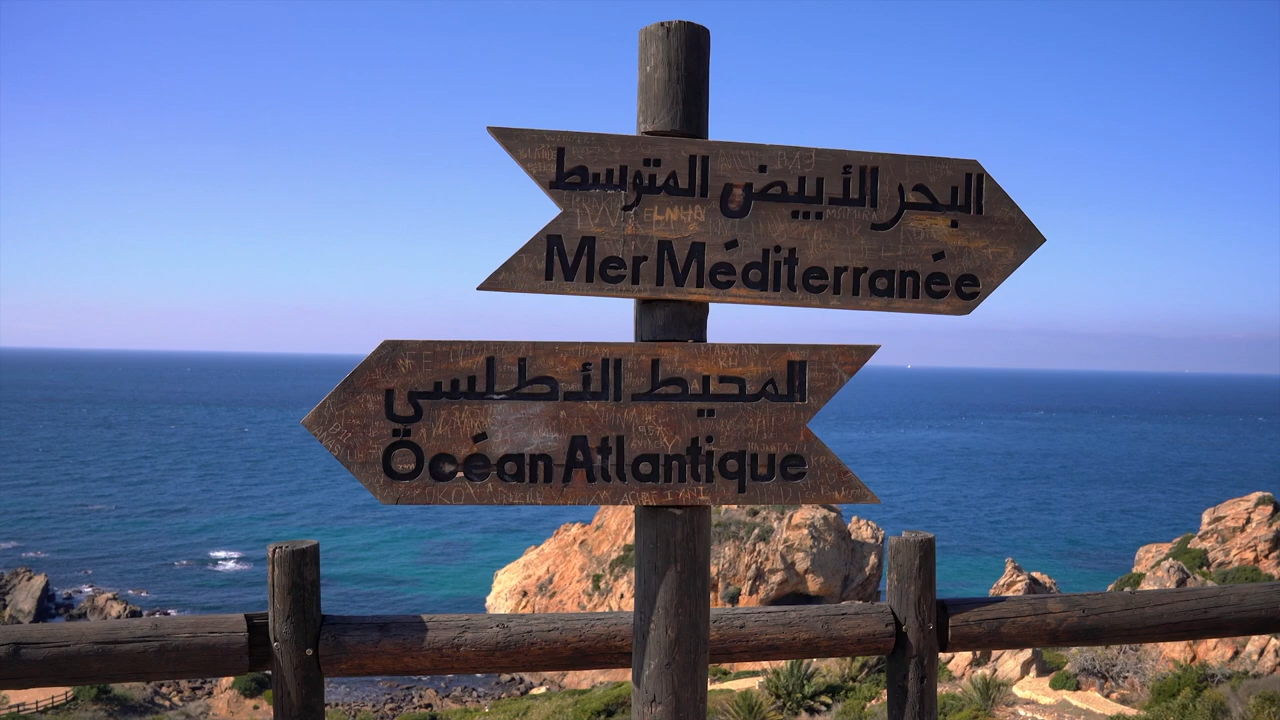 البحر الأبيض المتوسط
Mer Méditerranée
المحيط الأطلسي
Océan Atlantique